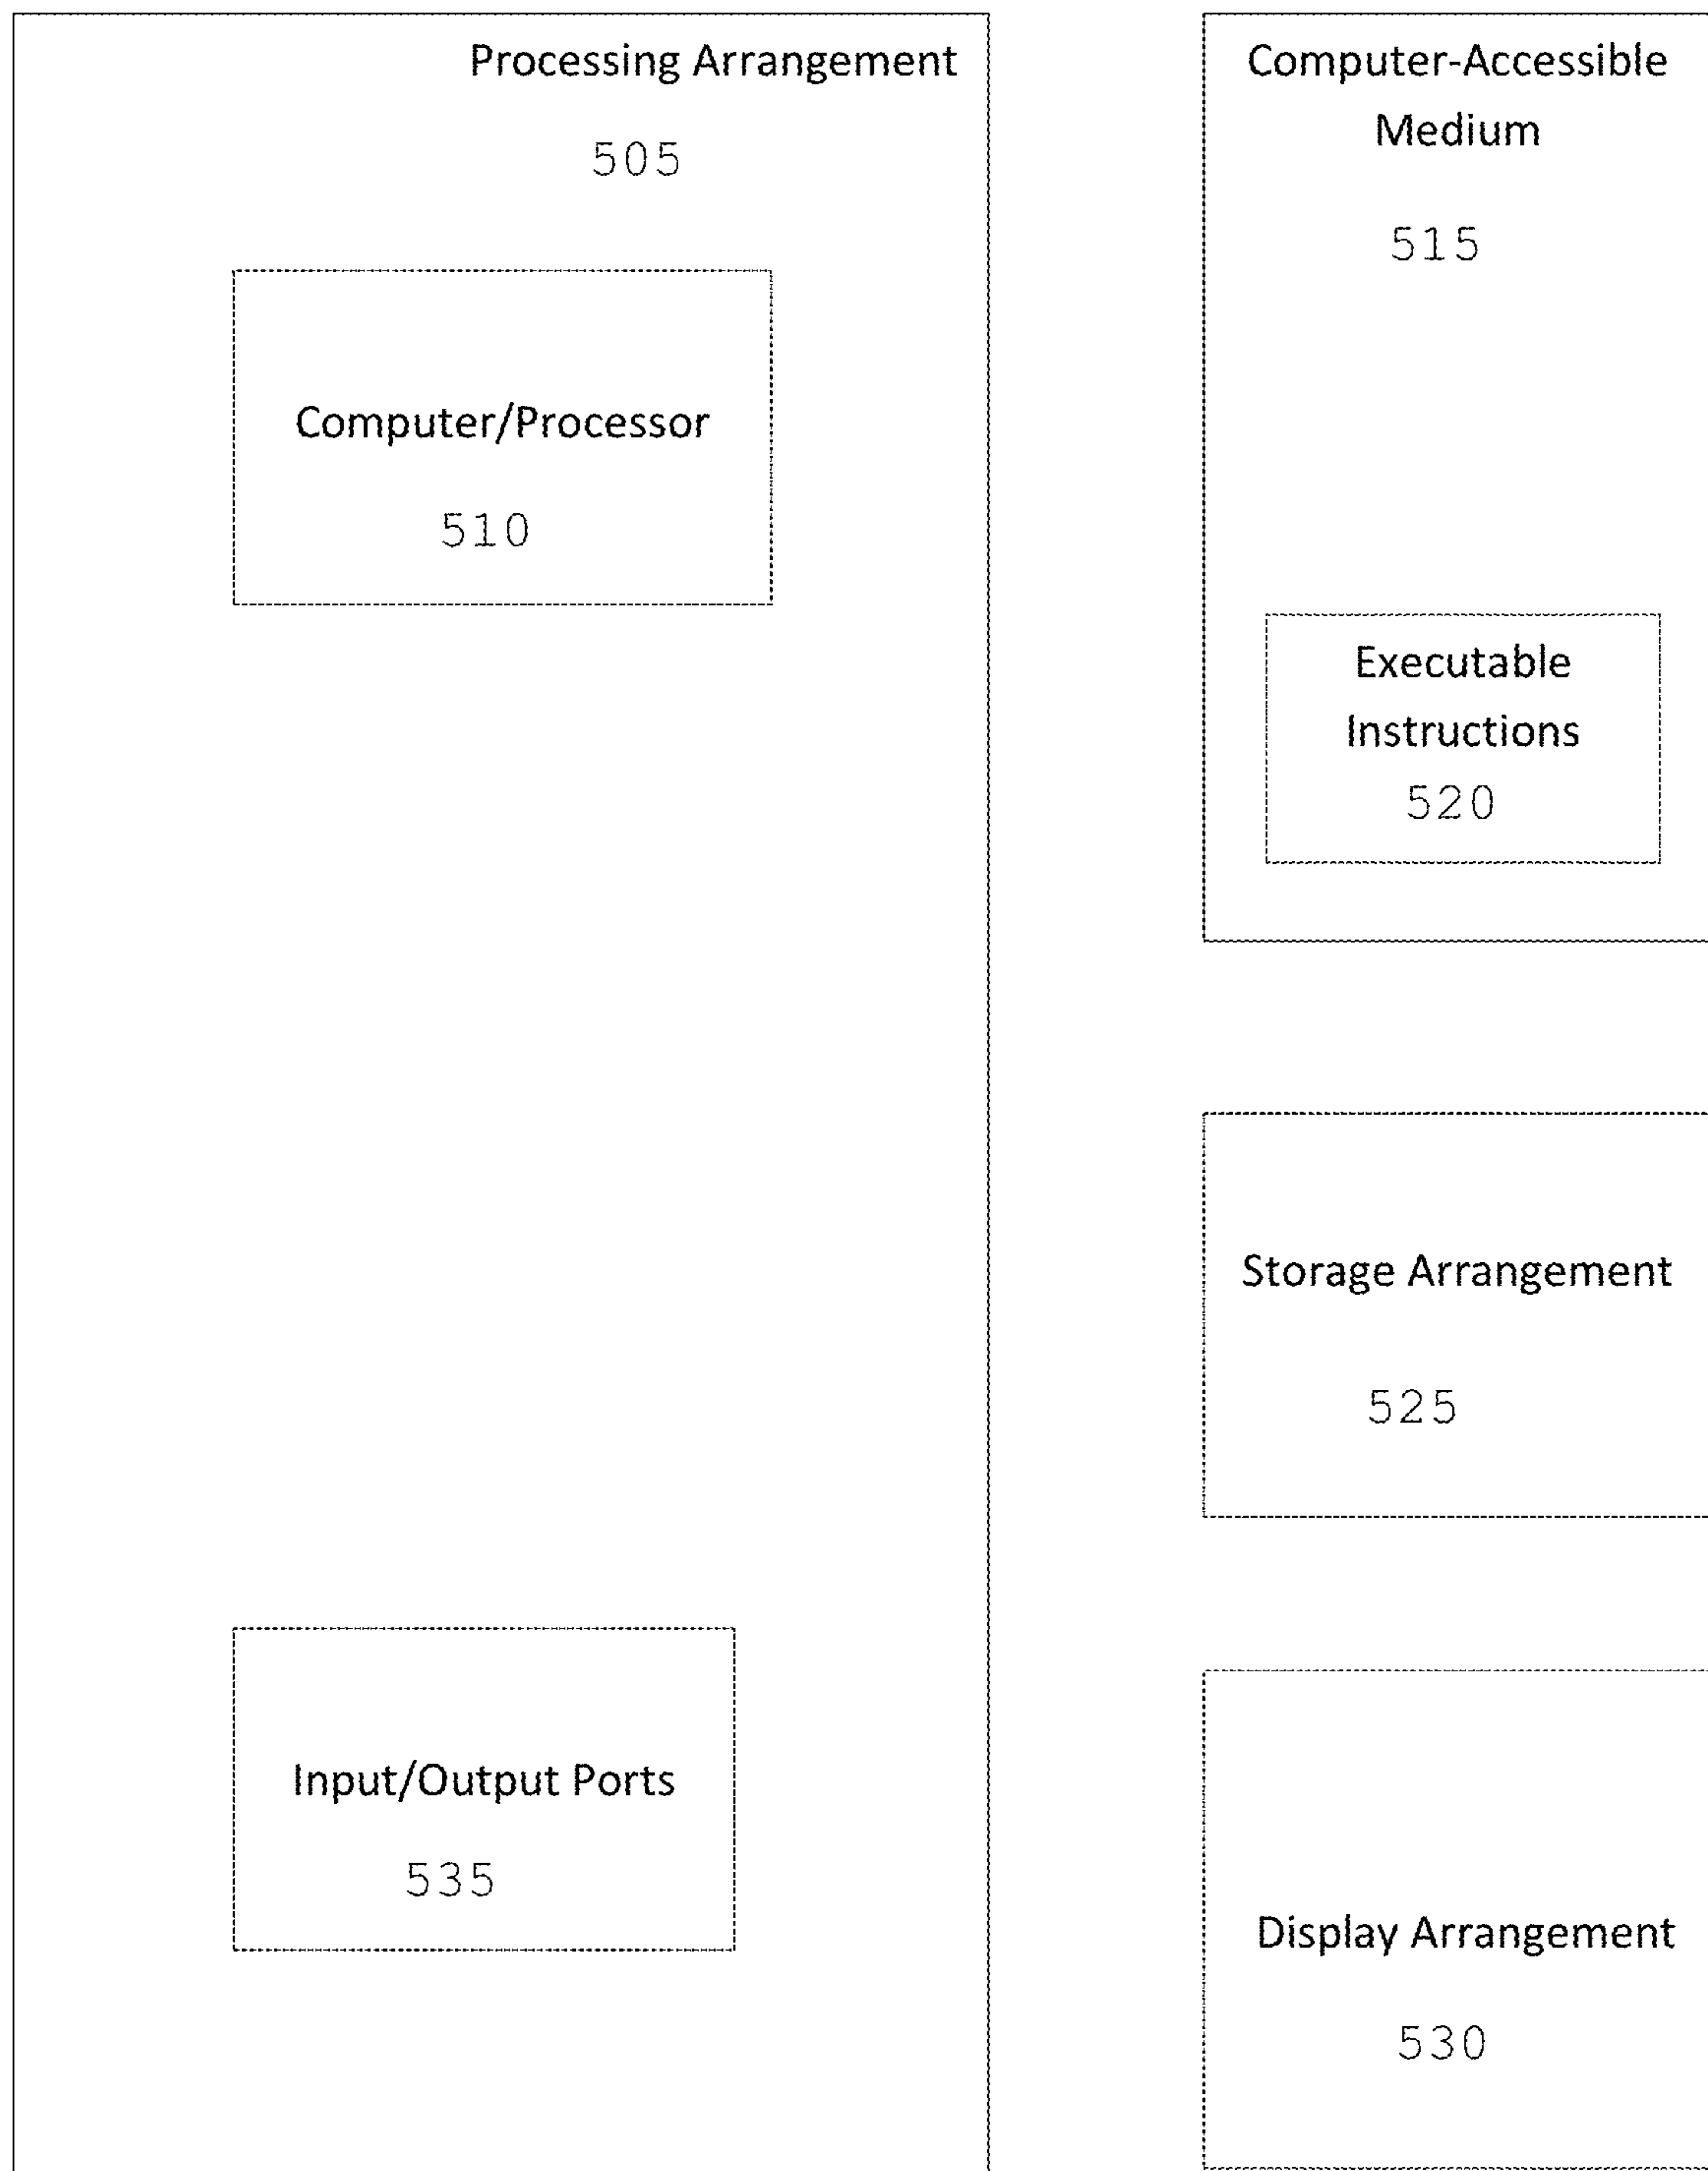 Processing Arrangement
505
Computer/Processor
510
Input/Output Ports
535
Computer-Accessible
Medium
515
Executable
Instructions
520
Storage Arrangement
525
Display Arrangement
530